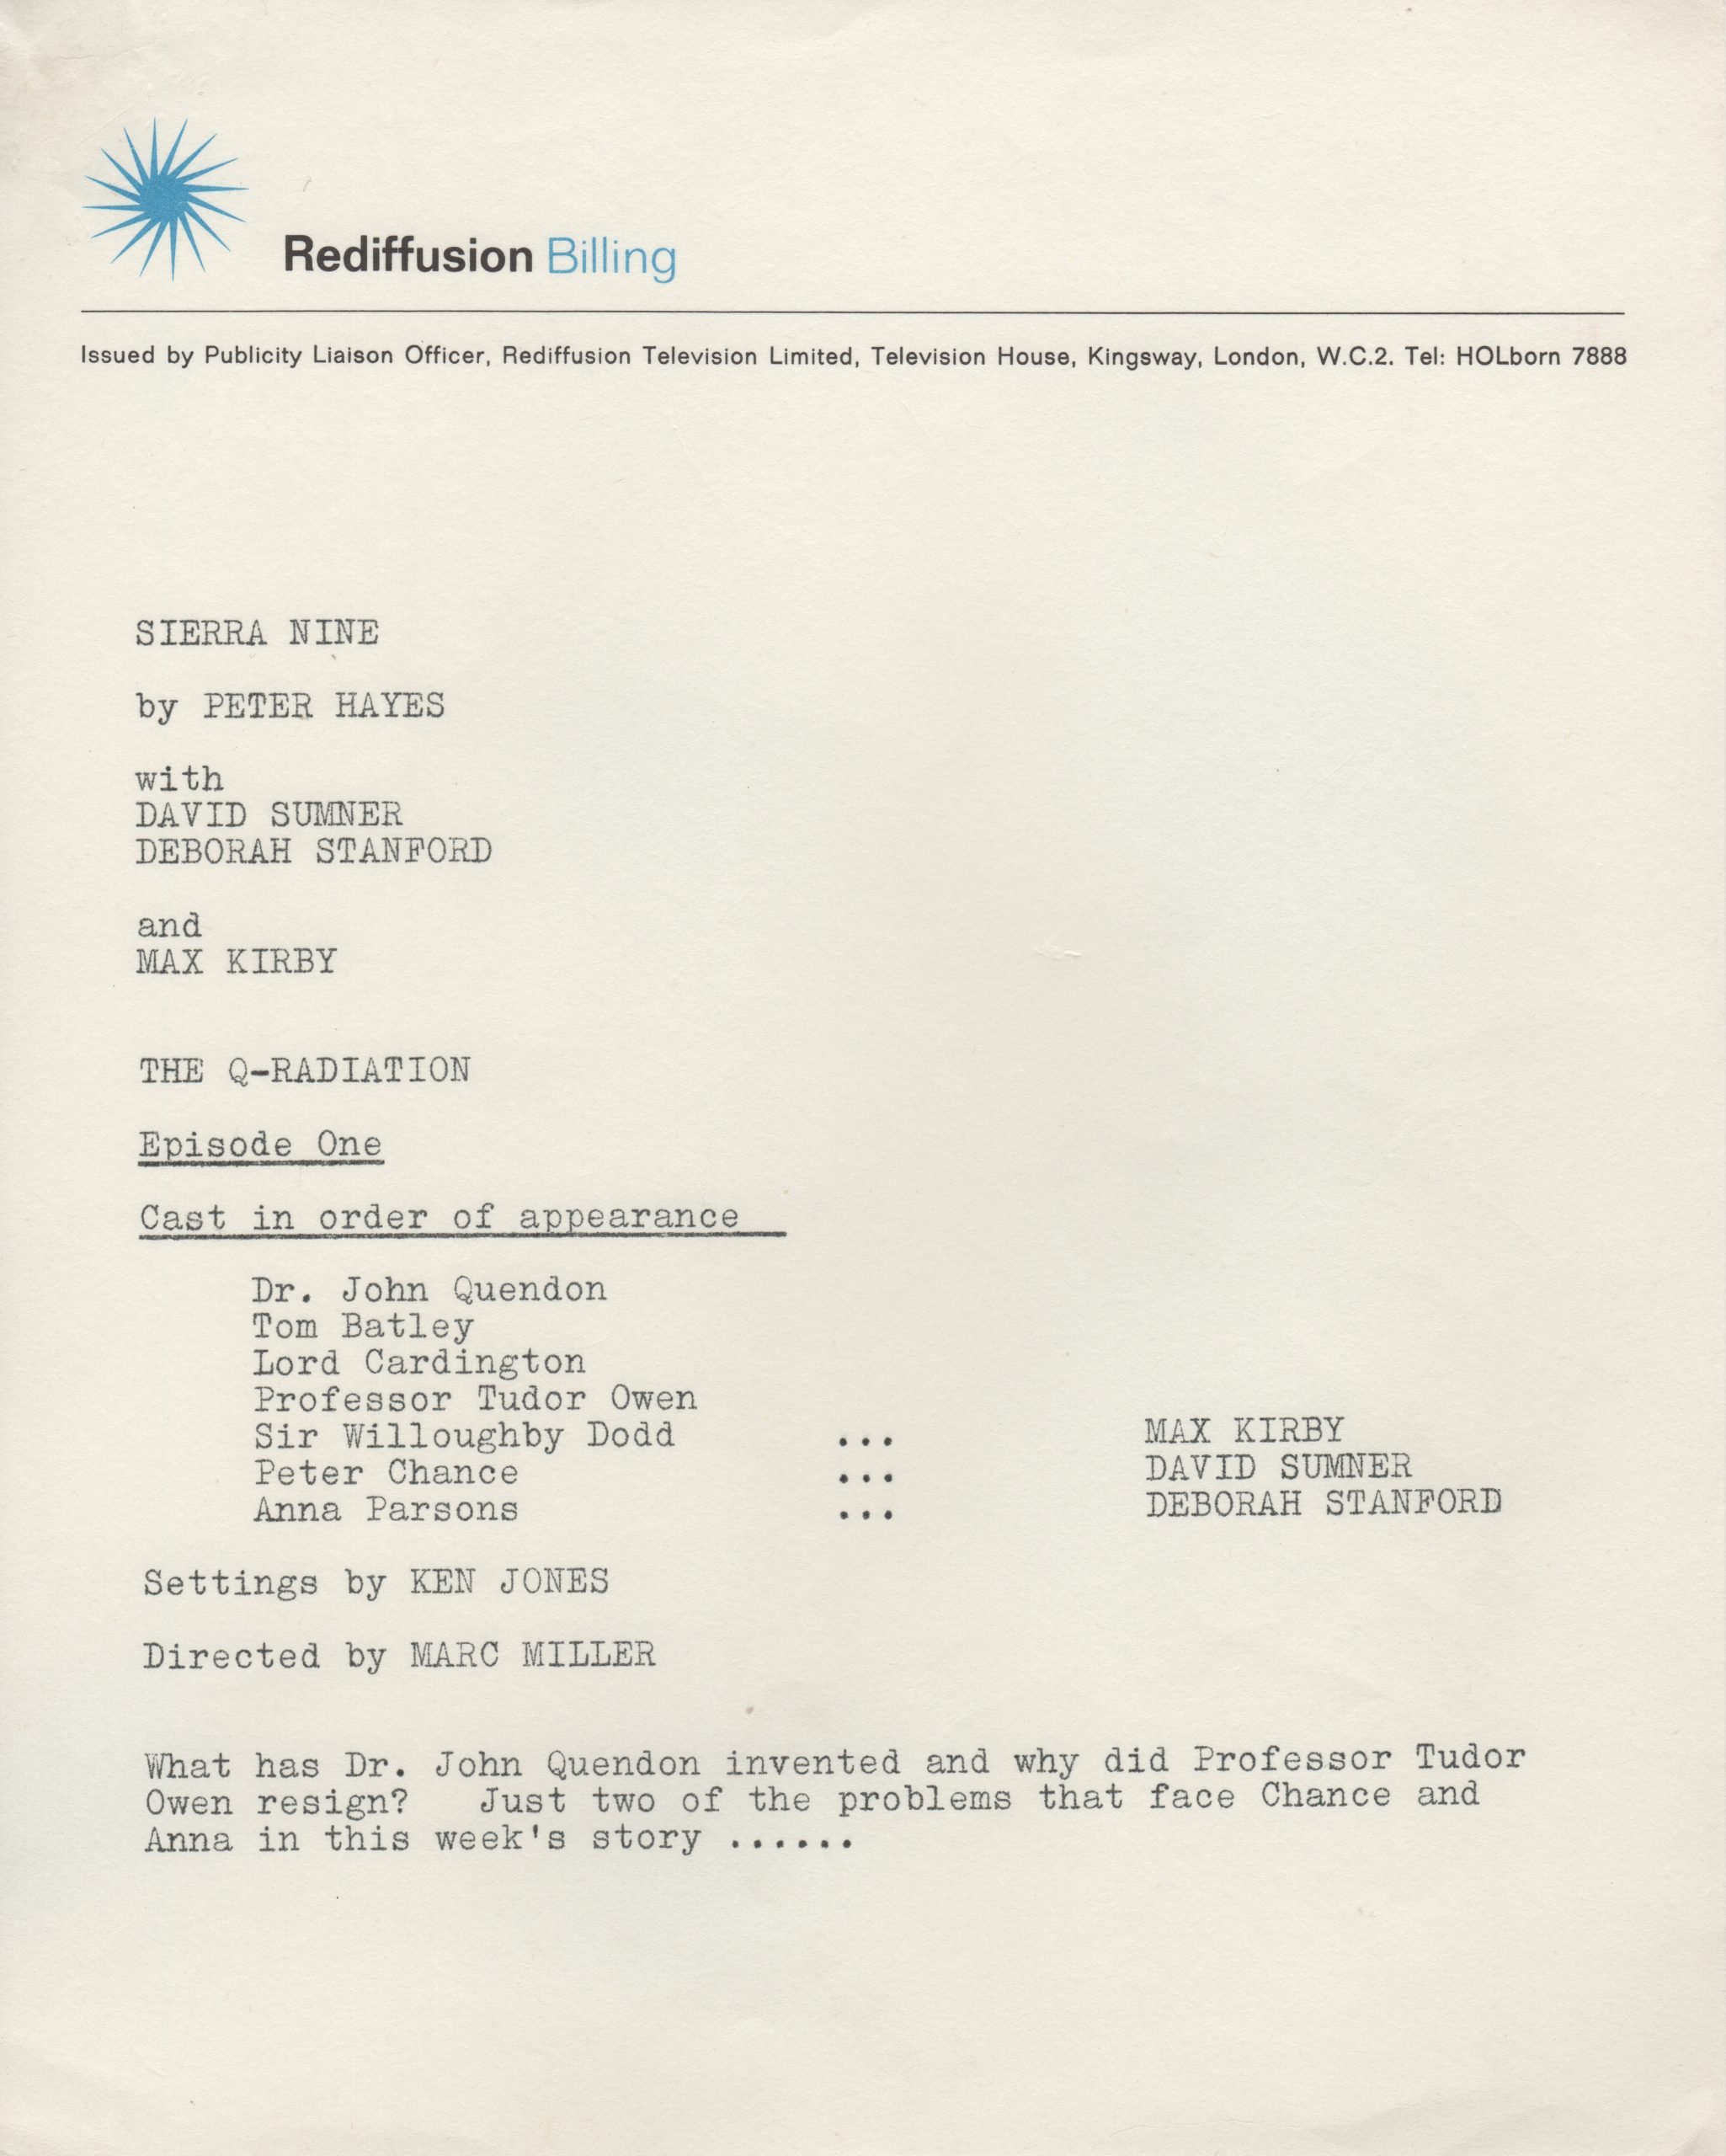 Rediffusion Billing
Issued by Publicity Liaison Officer, Rediffusion Television Limited, Television House, Kingsway, London, W.C.2. Tel: HOLborn 7888
SIERRA NINE
by PETER HAYES
with
DAVID SUMNER
DEBORAH STANFORD
and
MAX KIRBY
THE Q-RADIATION
Episode One
Cast in order of appearance
Dr. John Quendon
Tom Batley
Lord Cardington
Professor Tudor Owen
Sir Willoughby Dodd ... MAX KIRBY
Peter Chance ... DAVID SUMNER
Anna Parsons ... DEBORAH STANFORD
Settings by KEN JONES
Directed by MARC MILLER
What has Dr. John Quendon invented and why did Professor Tudor
Owen resign? Just two of the problems that face Chance and
Anna in this week's story ......